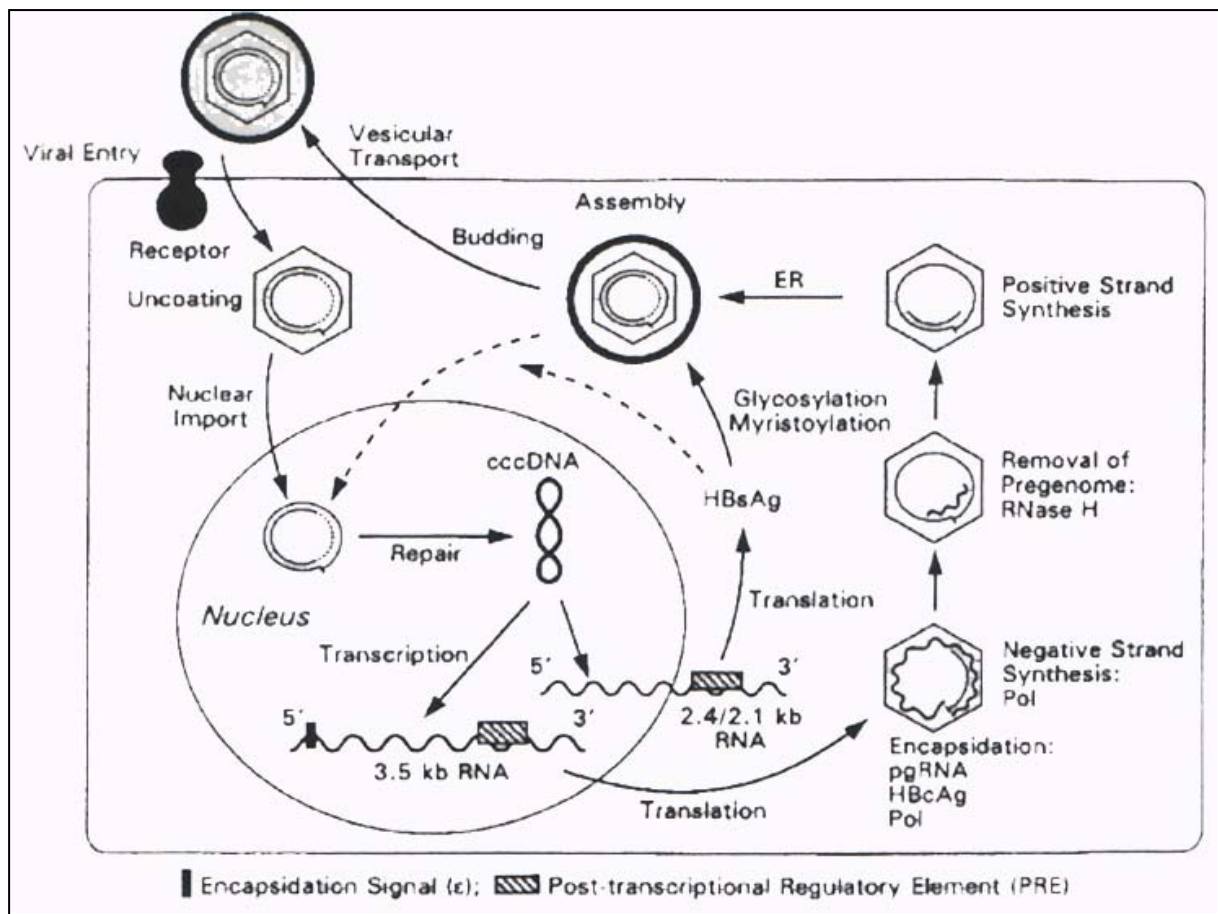 Viral Entry
Vesicular
Transport
Assembly
Receptor
Budding
Uncoating
ER
Positive Strand
Synthesis
Nuclear
Import
Glycosylation
Myristoylation
cccDNA
HBsAg
Removal of
Pregenome:
RNase H
Repair
Nucleus
Translation
Transcription
5′
3′
2.4/2.1 kb
RNA
Negative Strand
Synthesis:
Pol
5′
3′
3.5 kb RNA
Encapsidation:
pgRNA
HBcAg
Pol
Translation
Encapsidation Signal (ε); Post-transcriptional Regulatory Element (PRE)